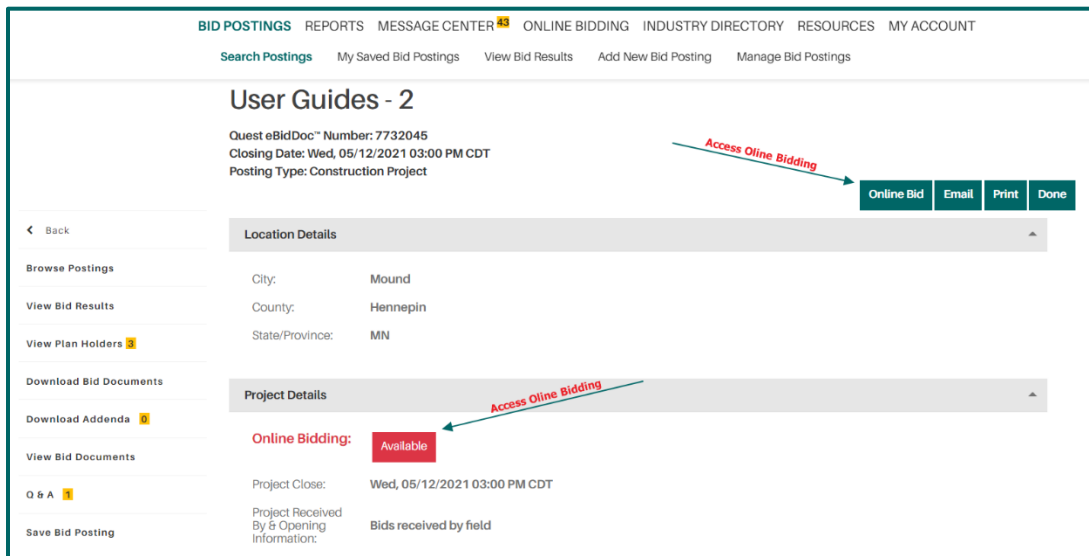 BID POSTINGS REPORTS MESSAGE CENTER 43 ONLINE BIDDING INDUSTRY DIRECTORY RESOURCES MY ACCOUNT
Search Postings My Saved Bid Postings View Bid Results Add New Bid Posting Manage Bid Postings
User Guides - 2
Quest eBidDoc™ Number: 7732045
Closing Date: Wed, 05/12/2021 03:00 PM CDT
Posting Type: Construction Project
Access Oline Bidding
Online Bid Email Print Done
Back
Browse Postings
View Bid Results
View Plan Holders 3
Download Bid Documents
Download Addenda 0
View Bid Documents
Q & A 1
Save Bid Posting
Location Details
City: Mound
County: Hennepin
State/Province: MN
Project Details
Access Oline Bidding
Online Bidding: Available
Project Close: Wed, 05/12/2021 03:00 PM CDT
Project Received
By & Opening Bids received by field
Information: